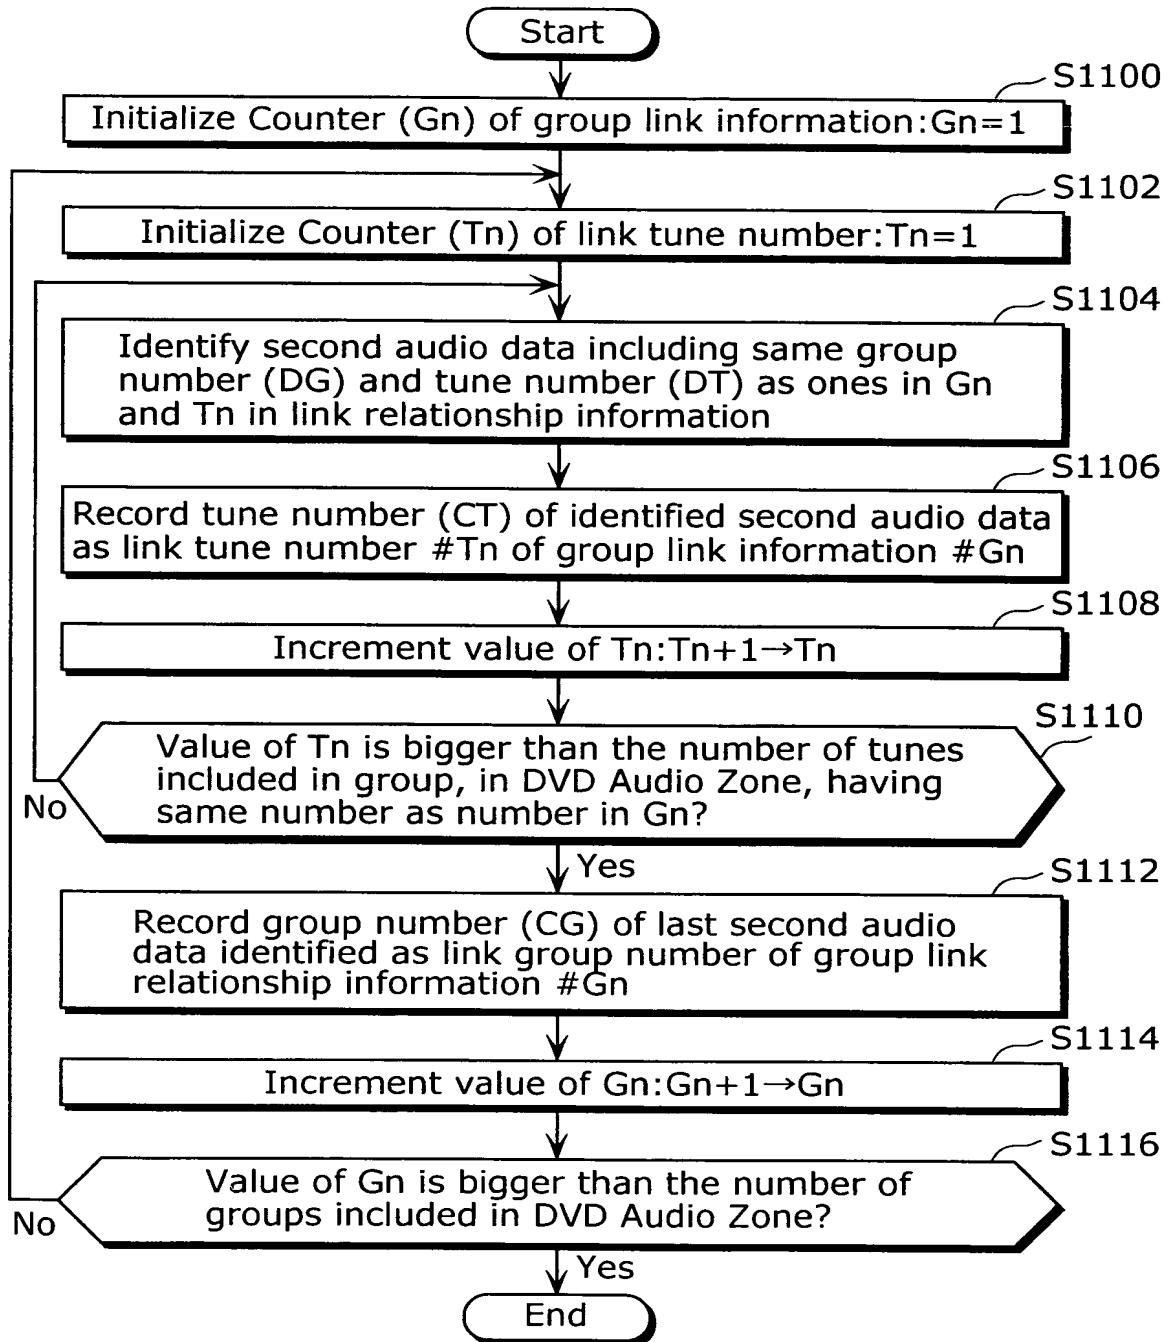 Start
S1100
Initialize Counter (Gn) of group link information:Gn=1
S1102
Initialize Counter (Tn) of link tune number:Tn=1
S1104
Identify second audio data including same group
number (DG) and tune number (DT) as ones in Gn
and Tn in link relationship information
S1106
Record tune number (CT) of identified second audio data
as link tune number #Tn of group link information #Gn
S1108
Increment value of Tn:Tn+1→Tn
S1110
Value of Tn is bigger than the number of tunes
included in group, in DVD Audio Zone, having
same number as number in Gn?
No
Yes
S1112
Record group number (CG) of last second audio
data identified as link group number of group link
relationship information #Gn
S1114
Increment value of Gn:Gn+1→Gn
S1116
Value of Gn is bigger than the number of
groups included in DVD Audio Zone?
No
Yes
End